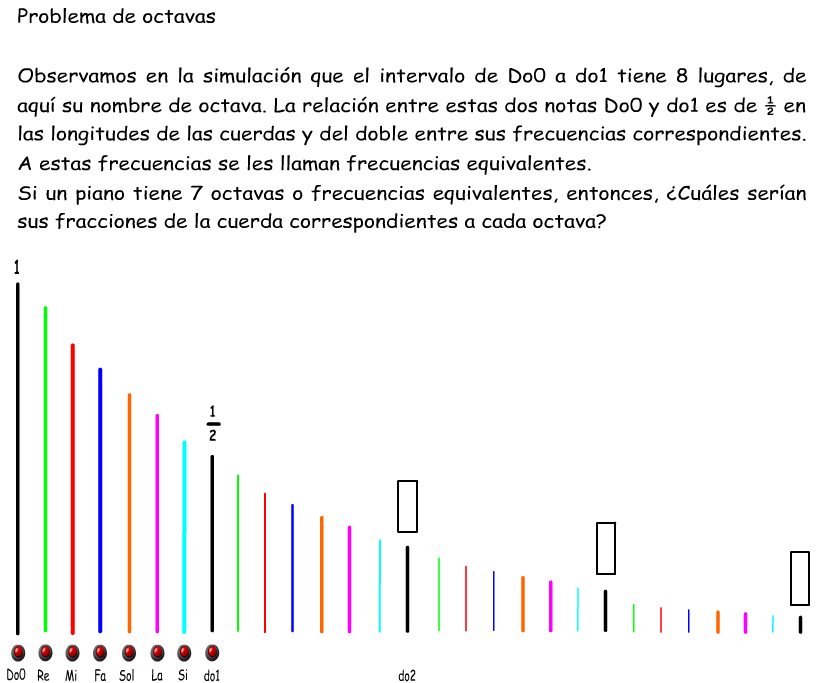 Problema de octavas
Observamos en la simulación que el intervalo de Do0 a do1 tiene 8 lugares, de
aquí su nombre de octava. La relación entre estas dos notas Do0 y do1 es de 1/2 en
las longitudes de las cuerdas y del doble entre sus frecuencias correspondientes.
A estas frecuencias se les llaman frecuencias equivalentes.
Si un piano tiene 7 octavas o frecuencias equivalentes, entonces, ¿Cuáles serían
sus fracciones de la cuerda correspondientes a cada octava?
1
1/2
Do0 Re Mi Fa Sol La Si do1 do2